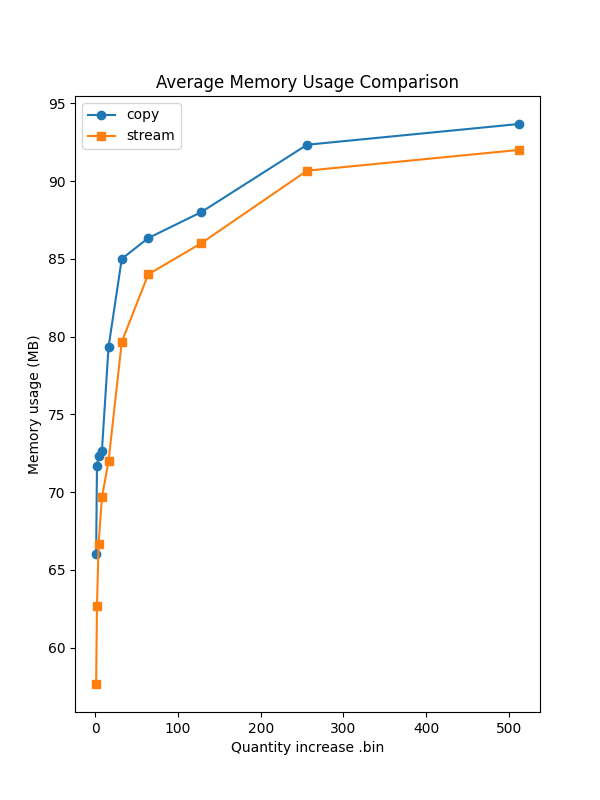 Average Memory Usage Comparison
copy
stream
95
90
85
80
75
70
65
60
Memory usage (MB)
0 100 200 300 400 500
Quantity increase .bin